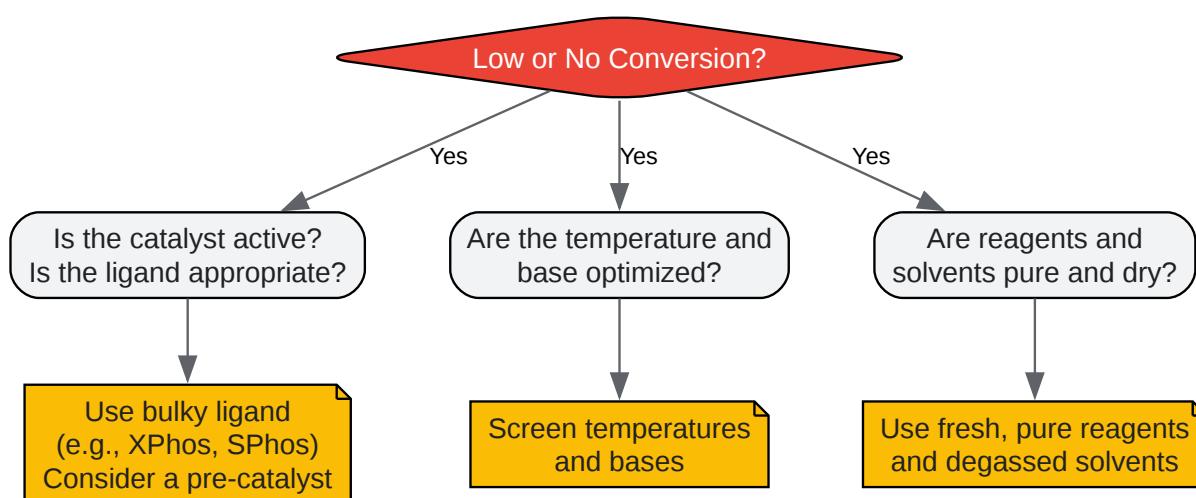 Low or No Conversion?
Yes
Yes
Yes
Is the catalyst active?
Is the ligand appropriate?
Are the temperature and
base optimized?
Are reagents and
solvents pure and dry?
Use bulky ligand
(e.g., XPhos, SPhos)
Consider a pre-catalyst
Screen temperatures
and bases
Use fresh, pure reagents
and degassed solvents